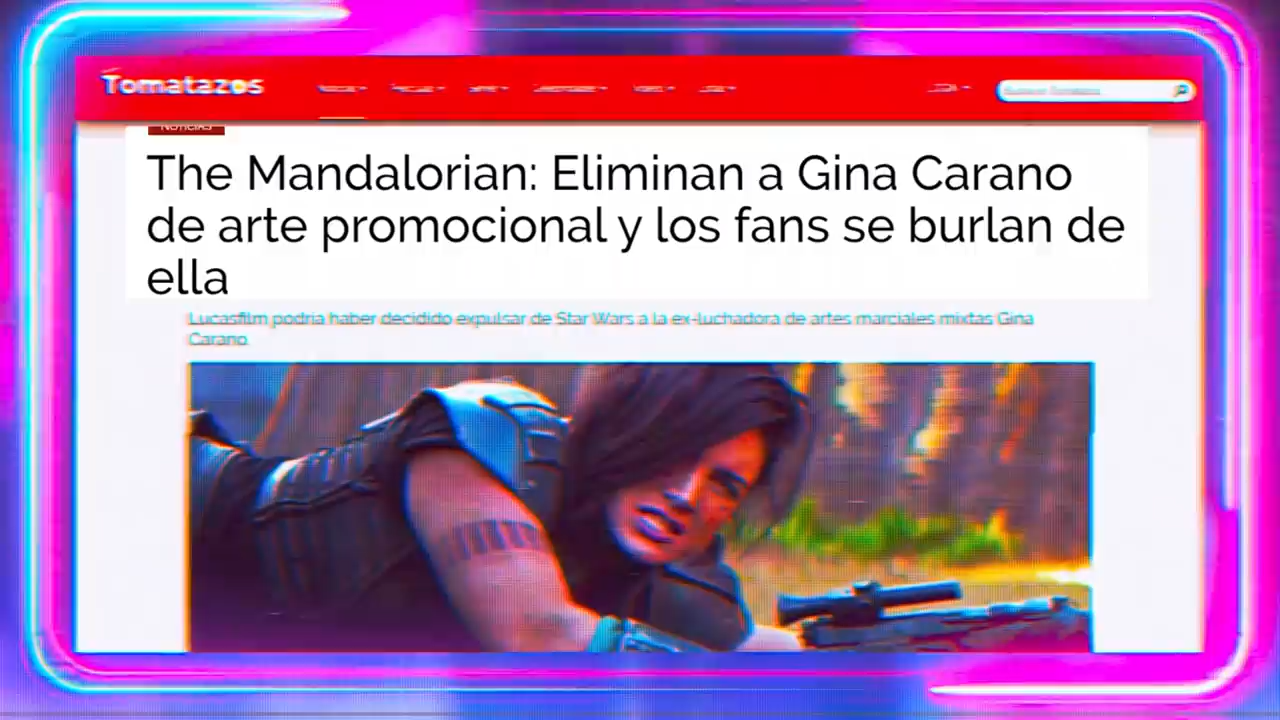 Tomatazos
NOTICIAS
The Mandalorian: Eliminan a Gina Carano
de arte promocional y los fans se burlan de
ella
Lucasfilm podría haber decidido expulsar de Star Wars a la ex-luchadora de artes marciales mixtas Gina
Carano